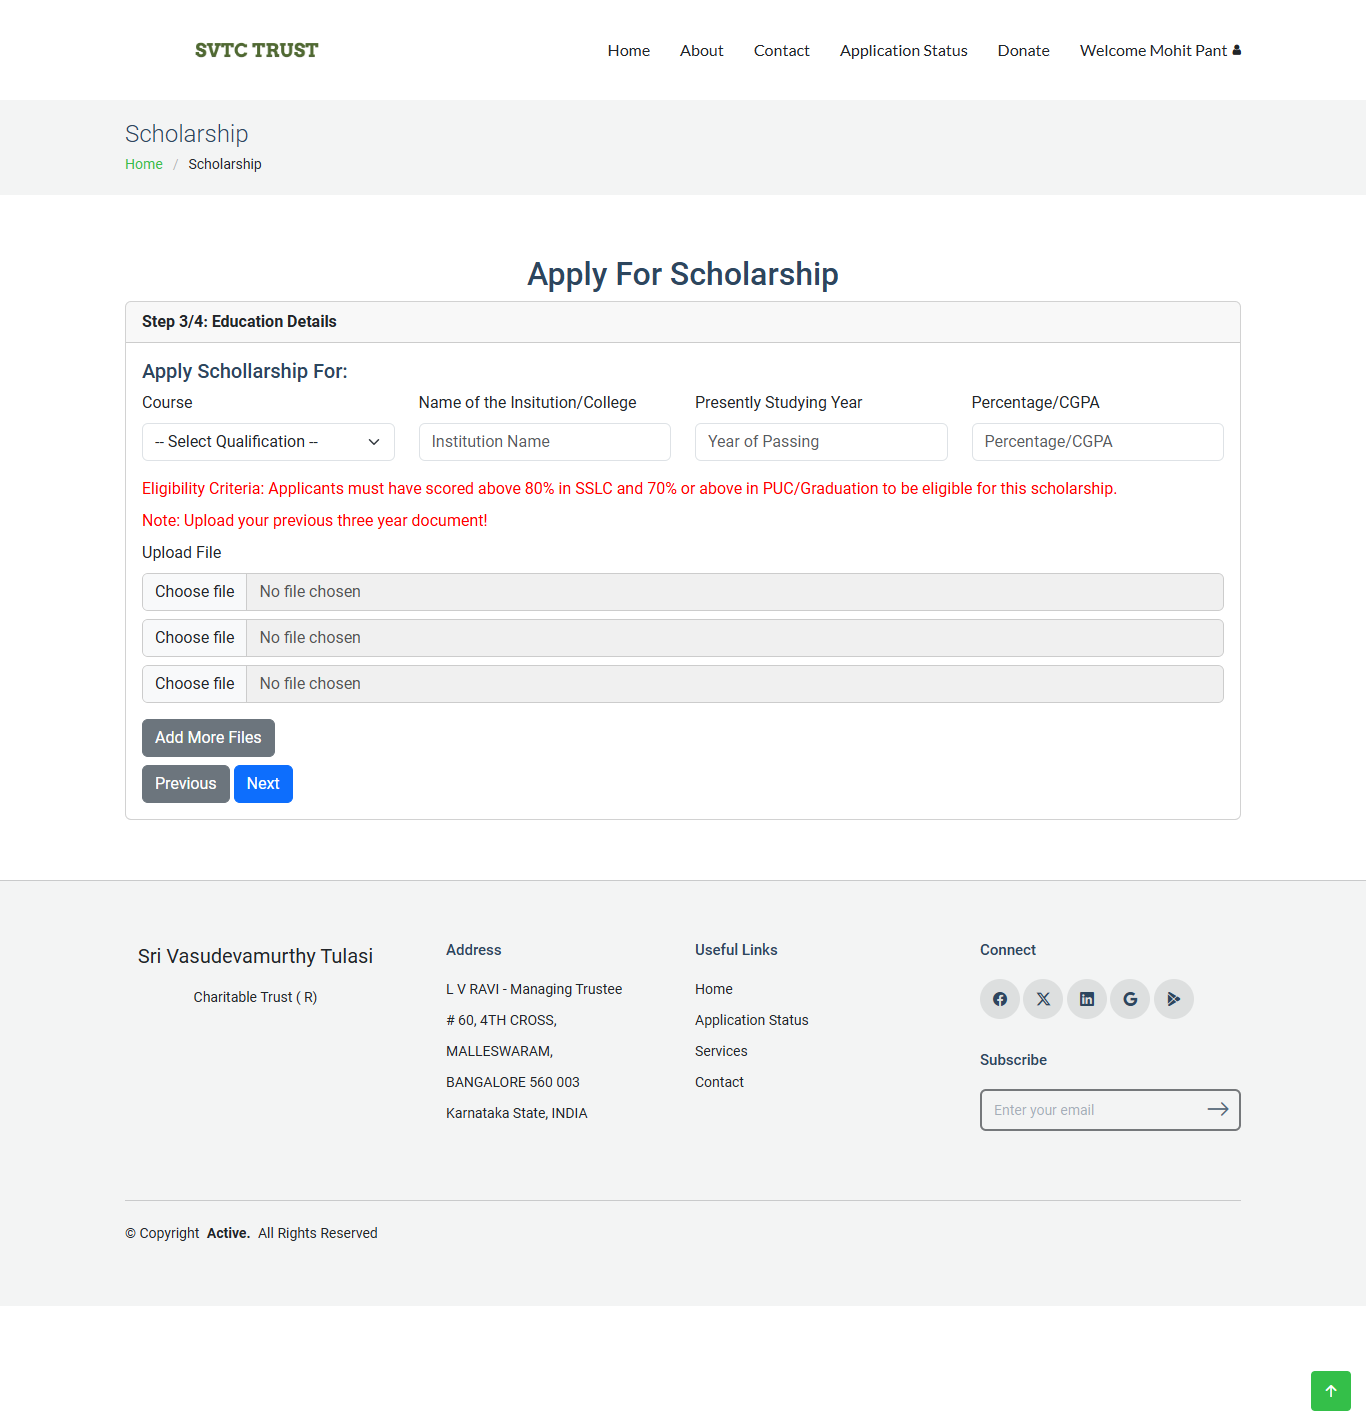 SVTC TRUST
Home About Contact Application Status Donate Welcome Mohit Pant
Scholarship
Home / Scholarship
Apply For Scholarship
Step 3/4: Education Details
Apply Schollarship For:
Course Name of the Insitution/College Presently Studying Year Percentage/CGPA
-- Select Qualification -- Institution Name Year of Passing Percentage/CGPA
Eligibility Criteria: Applicants must have scored above 80% in SSLC and 70% or above in PUC/Graduation to be eligible for this scholarship.
Note: Upload your previous three year document!
Upload File
Choose file No file chosen
Choose file No file chosen
Choose file No file chosen
Add More Files
Previous Next
Sri Vasudevamurthy Tulasi
Charitable Trust ( R)
Address
L V RAVI - Managing Trustee
# 60, 4TH CROSS,
MALLESWARAM,
BANGALORE 560 003
Karnataka State, INDIA
Useful Links
Home
Application Status
Services
Contact
Connect
Subscribe
Enter your email
© Copyright Active. All Rights Reserved